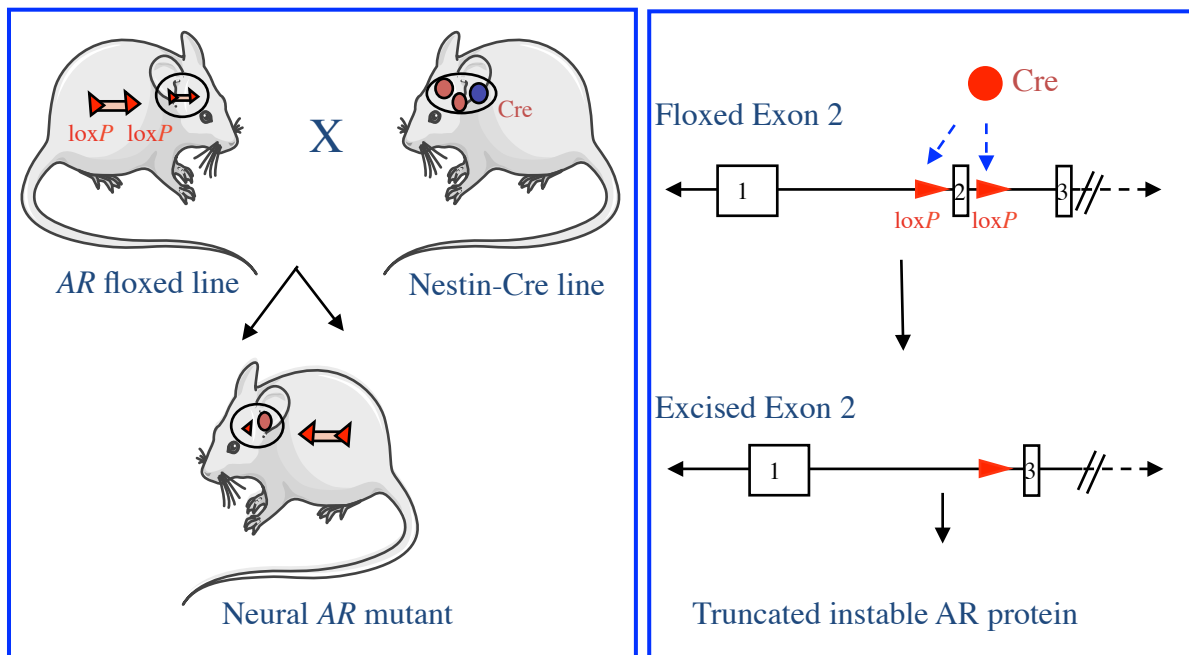 loxP loxP
X
Cre
AR floxed line
Nestin-Cre line
Neural AR mutant
Cre
Floxed Exon 2
1
2
3
loxP loxP
Excised Exon 2
1
3
Truncated instable AR protein